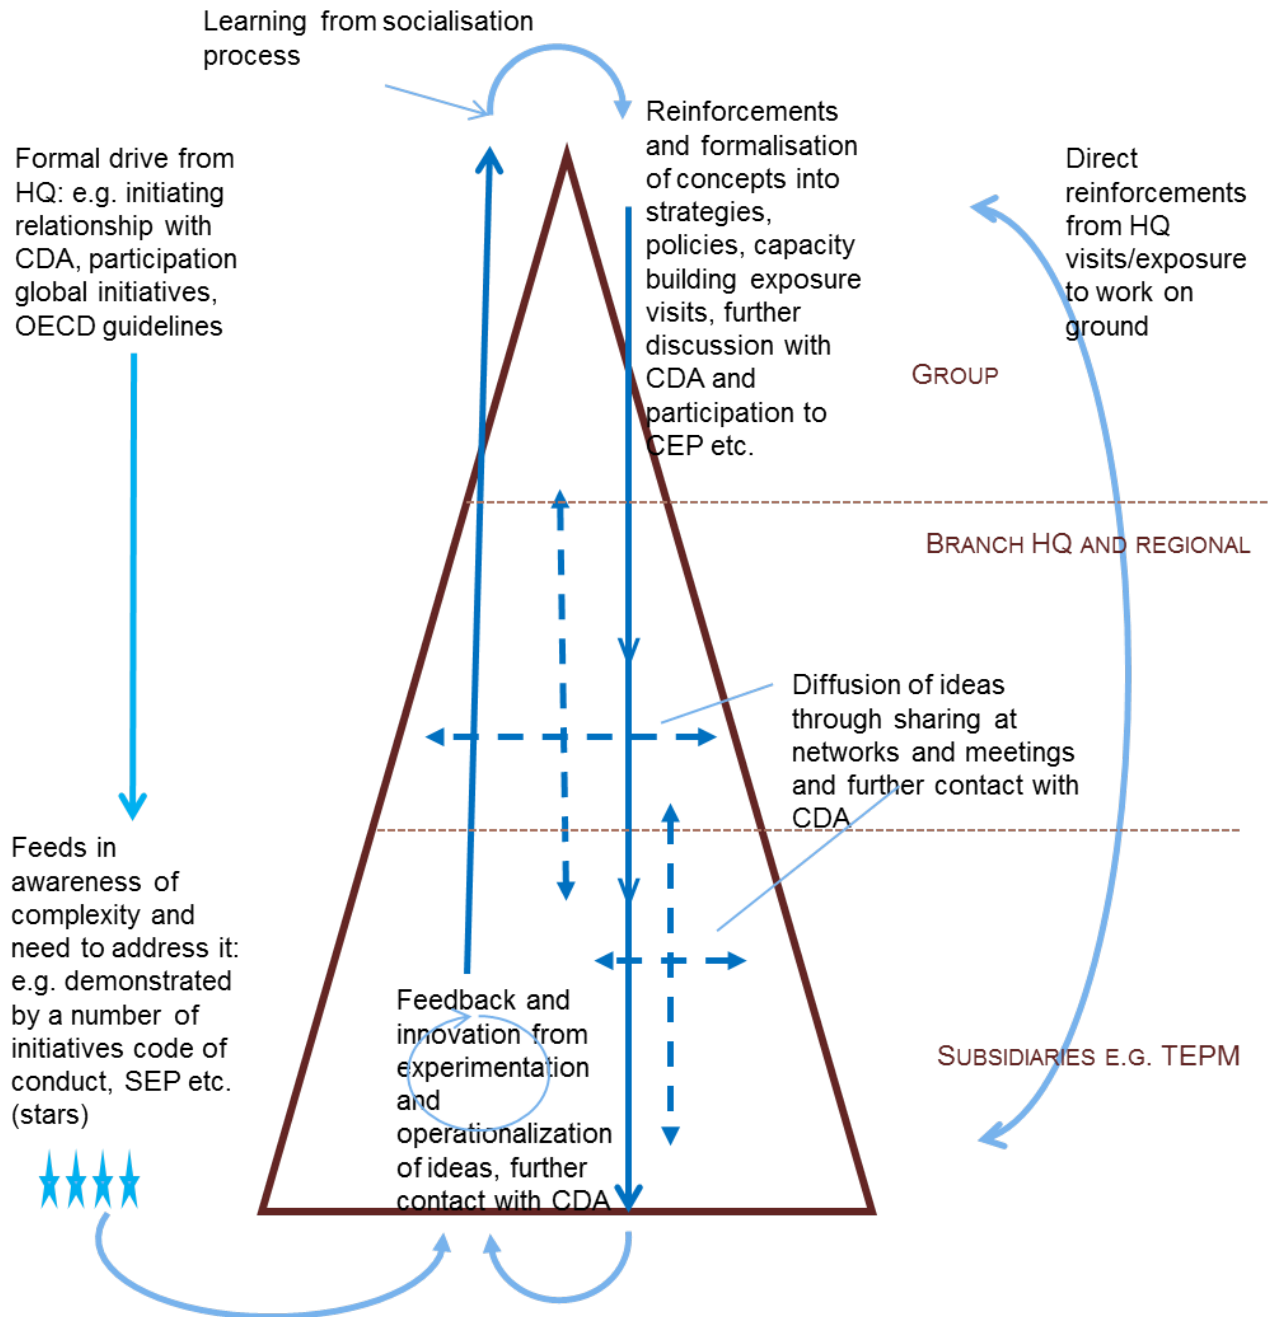 Learning from socialisation
process
Formal drive from
HQ: e.g. initiating
relationship with
CDA, participation
global initiatives,
OECD guidelines
Reinforcements
and formalisation
of concepts into
strategies,
policies, capacity
building exposure
visits, further
discussion with
CDA and
participation to
CEP etc.
Direct
reinforcements
from HQ
visits/exposure
to work on
ground
GROUP
BRANCH HQ AND REGIONAL
Diffusion of ideas
through sharing at
networks and meetings
and further contact with
CDA
Feeds in
awareness of
complexity and
need to address it:
e.g. demonstrated
by a number of
initiatives code of
conduct, SEP etc.
(stars)
Feedback and
innovation from
experimentation
and
operationalization
of ideas, further
contact with CDA
SUBSIDIARIES E.G. TEPM